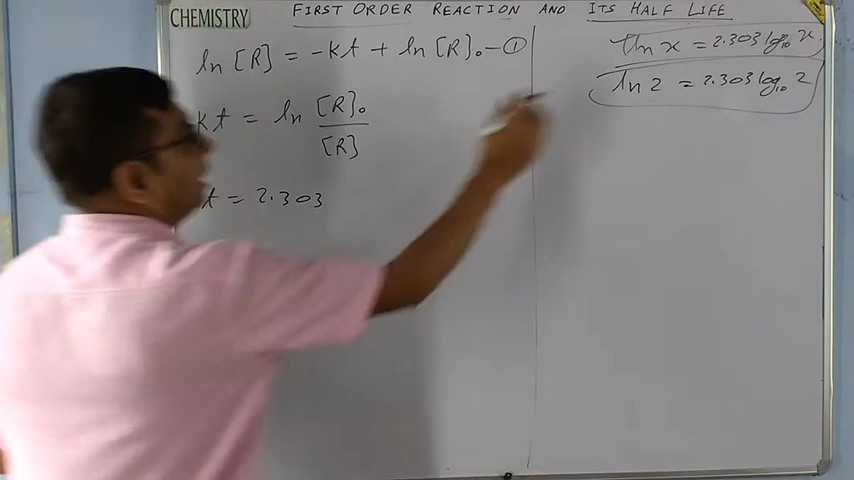 CHEMISTRY
FIRST ORDER REACTION AND ITS HALF LIFE
ln [R] = -Kt + ln [R]₀ - ①
Kt = ln [R]₀ / [R]
t = 2.303
ln x = 2.303 log₁₀ x
ln 2 = 2.303 log₁₀ 2